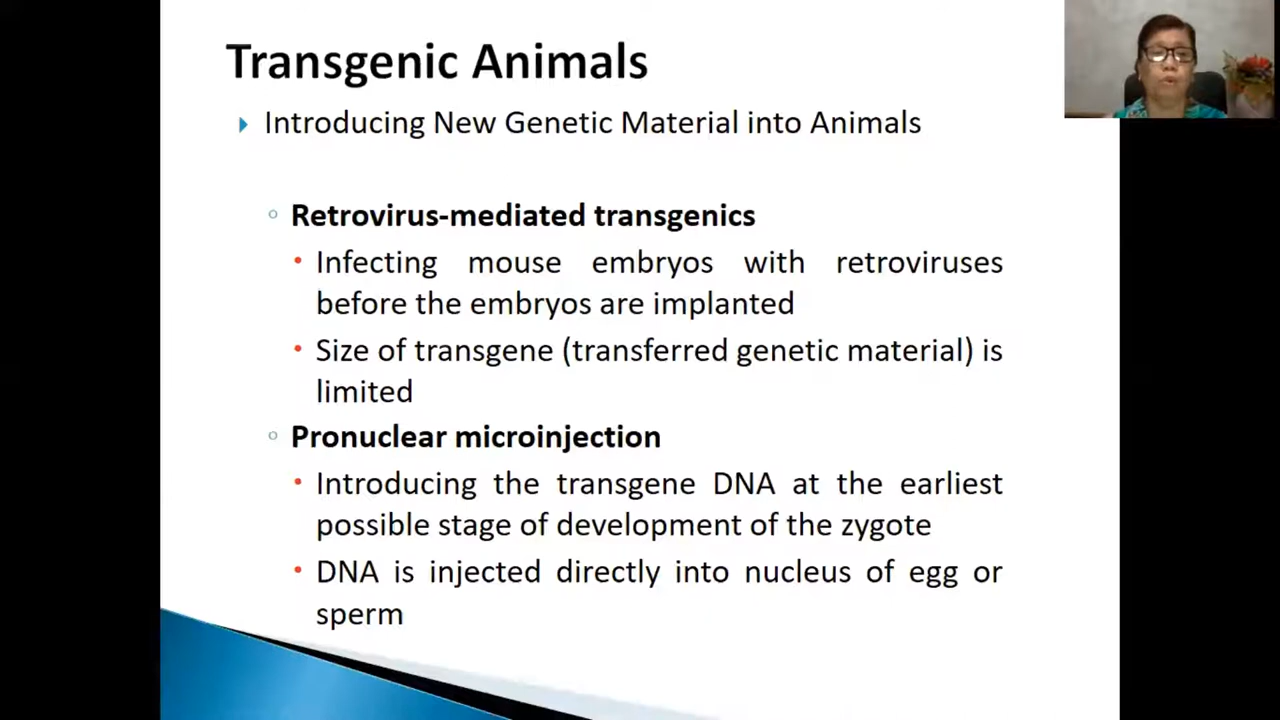 Transgenic Animals
Introducing New Genetic Material into Animals
Retrovirus-mediated transgenics
Infecting mouse embryos with retroviruses
before the embryos are implanted
Size of transgene (transferred genetic material) is
limited
Pronuclear microinjection
Introducing the transgene DNA at the earliest
possible stage of development of the zygote
DNA is injected directly into nucleus of egg or
sperm